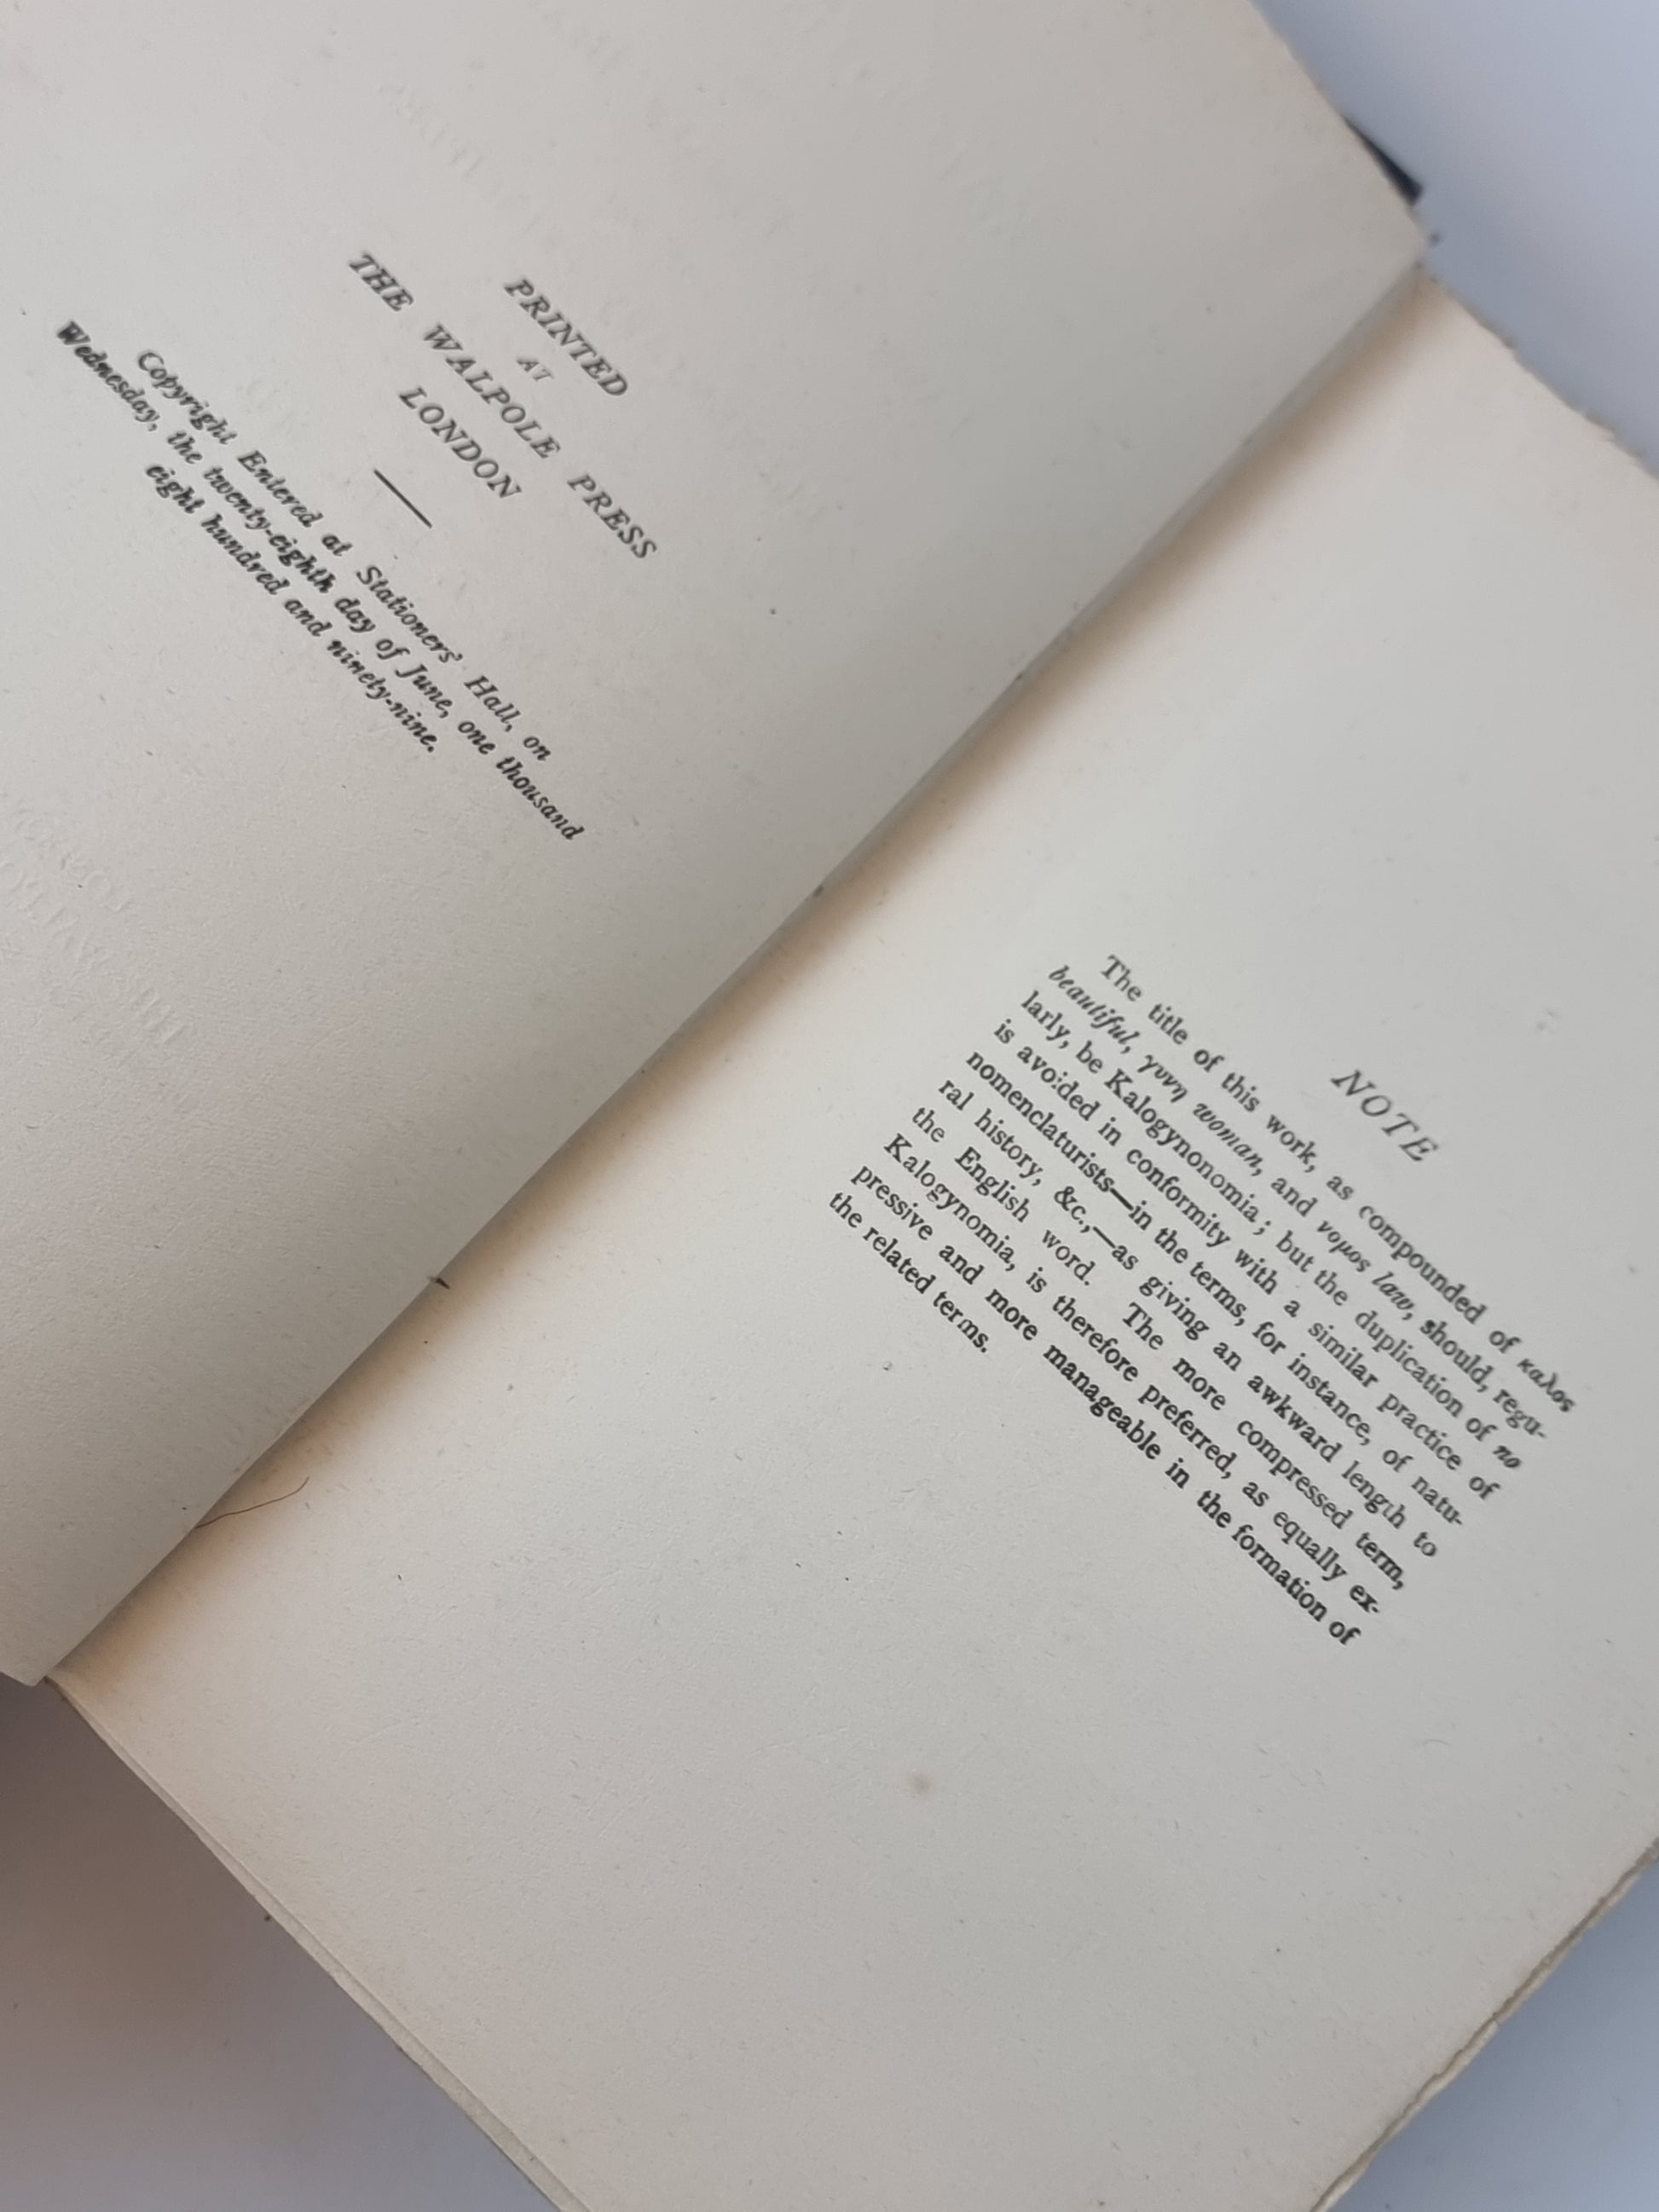 PRINTED
AT
THE WALPOLE PRESS
LONDON
Copyright Entered at Stationers' Hall, on
Wednesday, the twenty-eighth day of June, one thousand
eight hundred and ninety-nine.
NOTE
The title of this work, as compounded of καλος
beautiful, γυνη woman, and νομος law, should, regu-
larly, be Kalogynonomia; but the duplication of no
is avoided in conformity with a similar practice of
nomenclaturists—in the terms, for instance, of natu-
ral history, &c.,—as giving an awkward length to
the English word. The more compressed term,
Kalogynomia, is therefore preferred, as equally ex-
pressive and more manageable in the formation of
the related terms.